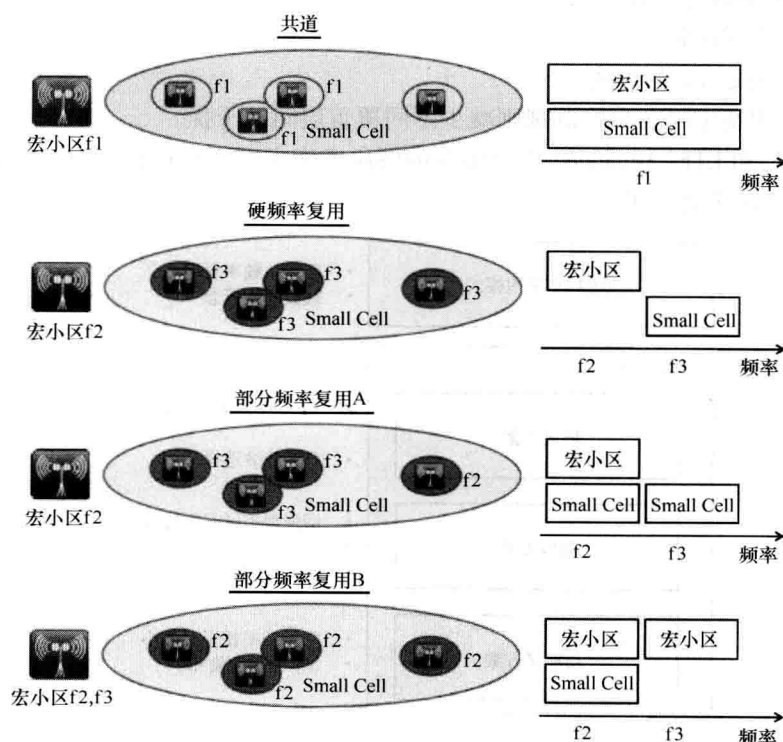 共道
f1
f1
f1
Small Cell
宏小区f1
宏小区
Small Cell
f1
频率
硬频率复用
f3
f3
f3
f3
Small Cell
宏小区f2
宏小区
Small Cell
f2
f3
频率
部分频率复用A
f3
f3
f3
f2
Small Cell
宏小区f2
宏小区
Small Cell
Small Cell
f2
f3
频率
部分频率复用B
f2
f2
f2
f2
Small Cell
宏小区f2,f3
宏小区
宏小区
Small Cell
f2
f3
频率